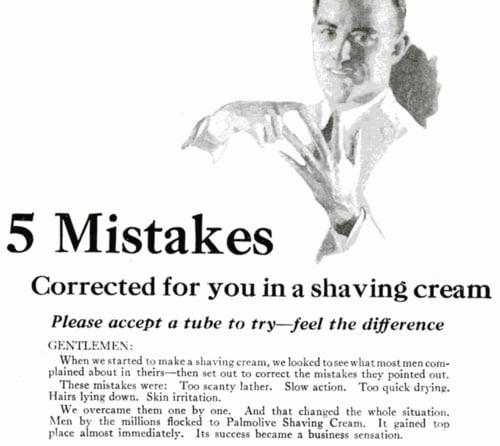 5 Mistakes
Corrected for you in a shaving cream
Please accept a tube to try—feel the difference
GENTLEMEN:
When we started to make a shaving cream, we looked to see what most men com-
plained about in theirs—then set out to correct the mistakes they pointed out.
These mistakes were: Too scanty lather. Slow action. Too quick drying.
Hairs lying down. Skin irritation.
We overcame them one by one. And that changed the whole situation.
Men by the millions flocked to Palmolive Shaving Cream. It gained top
place almost immediately. Its success became a business sensation.